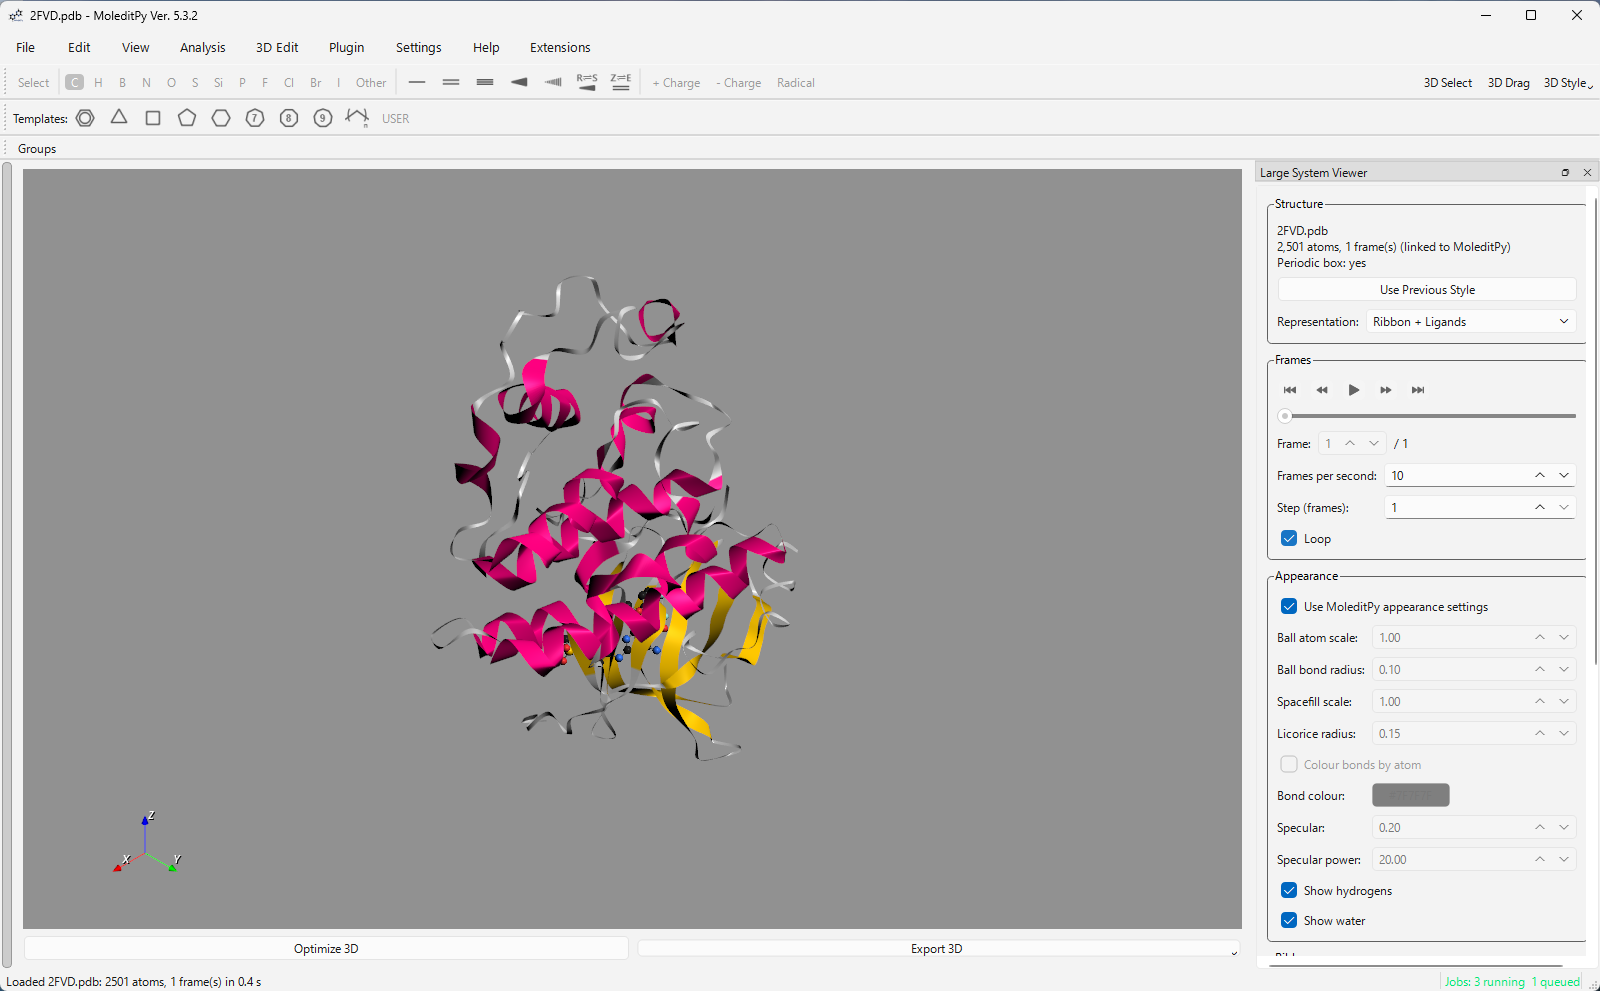 2FVD.pdb - MoleditPy Ver. 5.3.2
File Edit View Analysis 3D Edit Plugin Settings Help Extensions
Select C H B N O S Si P F Cl Br I Other R⇌S Z⇌E + Charge - Charge Radical 3D Select 3D Drag 3D Style
Templates: 7 8 9 n USER
Groups
Large System Viewer
Structure
2FVD.pdb
2,501 atoms, 1 frame(s) (linked to MoleditPy)
Periodic box: yes
Use Previous Style
Representation: Ribbon + Ligands
Frames
Frame: 1 / 1
Frames per second: 10
Step (frames): 1
Loop
Appearance
Use MoleditPy appearance settings
Ball atom scale: 1.00
Ball bond radius: 0.10
Spacefill scale: 1.00
Licorice radius: 0.15
Colour bonds by atom
Bond colour:
Specular: 0.20
Specular power: 20.00
Show hydrogens
Show water
Z
X Y
Optimize 3D Export 3D
Loaded 2FVD.pdb: 2501 atoms, 1 frame(s) in 0.4 s
Jobs: 3 running 1 queued